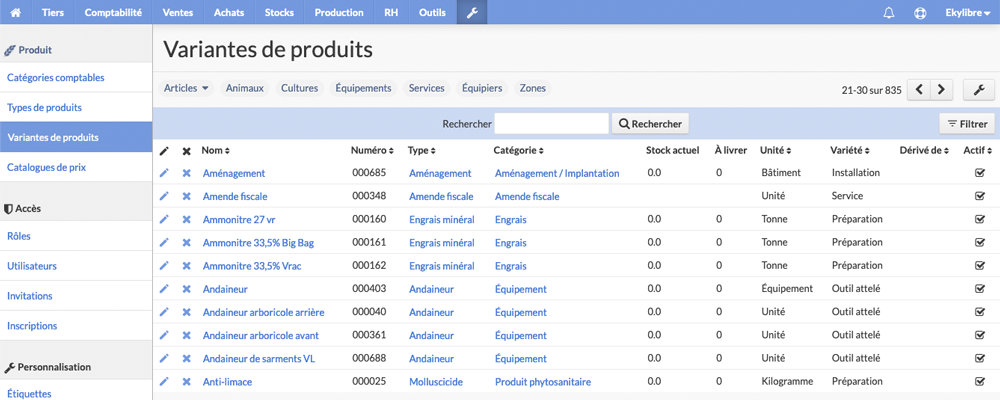 Tiers Comptabilité Ventes Achats Stocks Production RH Outils Ekylibre
Produit
Catégories comptables
Types de produits
Variantes de produits
Catalogues de prix
Accès
Rôles
Utilisateurs
Invitations
Inscriptions
Personnalisation
Étiquettes
Variantes de produits
Articles Animaux Cultures Équipements Services Équipiers Zones 21-30 sur 835
Rechercher Rechercher Filtrer
Nom Numéro Type Catégorie Stock actuel À livrer Unité Variété Dérivé de Actif
Aménagement 000685 Aménagement Aménagement / Implantation 0.0 0 Bâtiment Installation
Amende fiscale 000348 Amende fiscale Amende fiscale Unité Service
Ammonitre 27 vr 000160 Engrais minéral Engrais 0.0 0 Tonne Préparation
Ammonitre 33,5% Big Bag 000161 Engrais minéral Engrais 0.0 0 Tonne Préparation
Ammonitre 33,5% Vrac 000162 Engrais minéral Engrais 0.0 0 Tonne Préparation
Andaineur 000403 Andaineur Équipement 0.0 0 Équipement Outil attelé
Andaineur arboricole arrière 000040 Andaineur Équipement 0.0 0 Unité Outil attelé
Andaineur arboricole avant 000361 Andaineur Équipement 0.0 0 Unité Outil attelé
Andaineur de sarments VL 000688 Andaineur Équipement 0.0 0 Unité Outil attelé
Anti-limace 000025 Molluscicide Produit phytosanitaire 0.0 0 Kilogramme Préparation